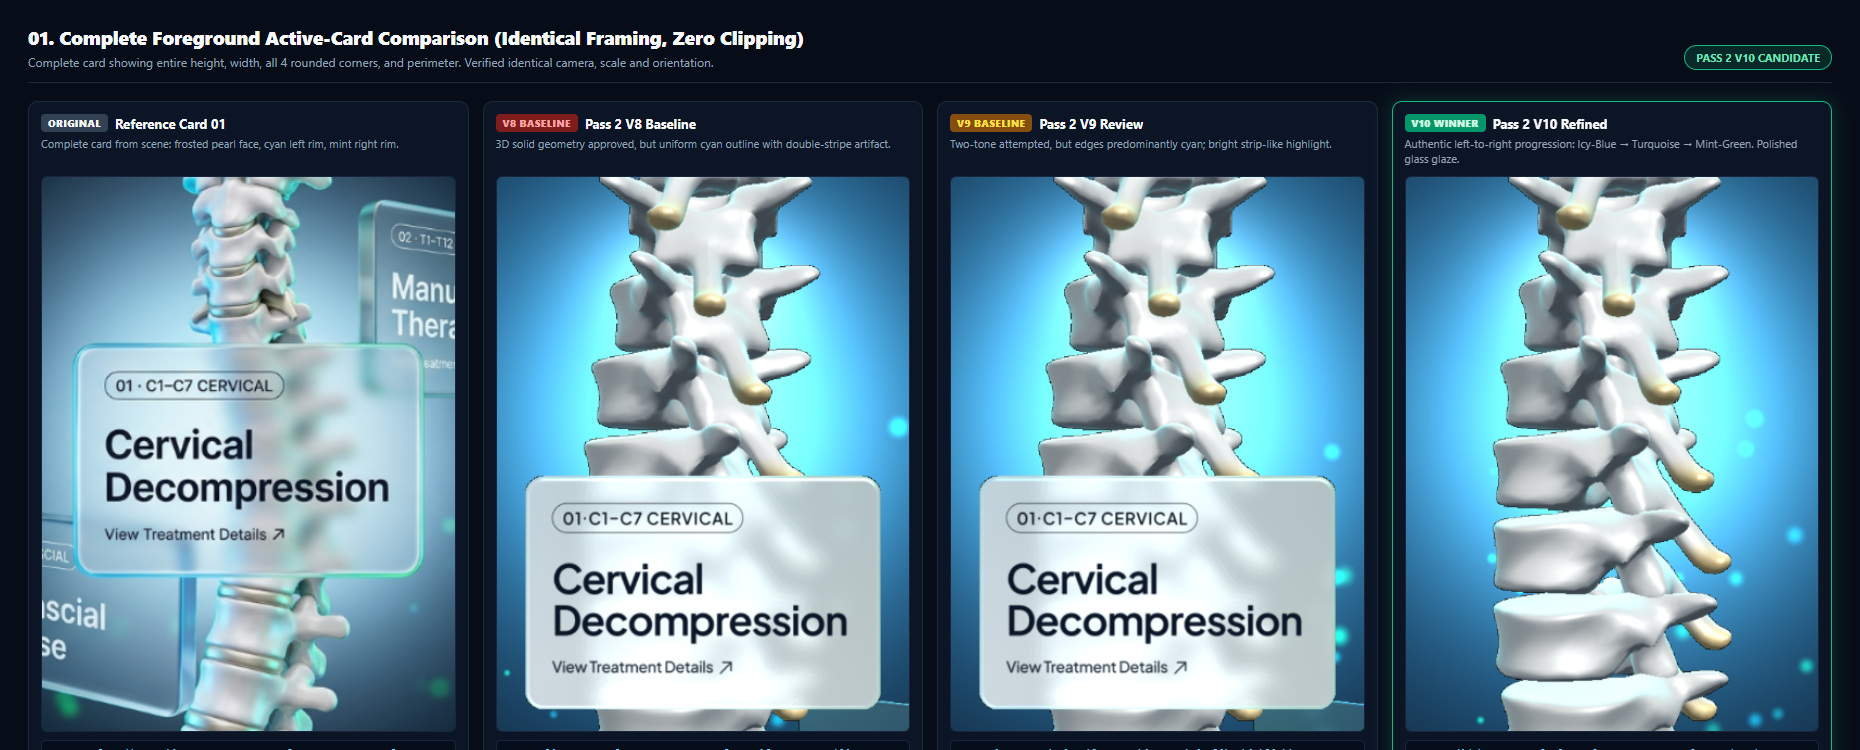 01. Complete Foreground Active-Card Comparison (Identical Framing, Zero Clipping)
Complete card showing entire height, width, all 4 rounded corners, and perimeter. Verified identical camera, scale and orientation.
PASS 2 V10 CANDIDATE
ORIGINAL Reference Card 01
Complete card from scene: frosted pearl face, cyan left rim, mint right rim.
02 · T1–T12
Manu
Thera
01 · C1–C7 CERVICAL
Cervical
Decompression
View Treatment Details ↗
CIAL
scial
se
V8 BASELINE Pass 2 V8 Baseline
3D solid geometry approved, but uniform cyan outline with double-stripe artifact.
01·C1–C7 CERVICAL
Cervical
Decompression
View Treatment Details ↗
V9 BASELINE Pass 2 V9 Review
Two-tone attempted, but edges predominantly cyan; bright strip-like highlight.
01·C1–C7 CERVICAL
Cervical
Decompression
View Treatment Details ↗
V10 WINNER Pass 2 V10 Refined
Authentic left-to-right progression: Icy-Blue → Turquoise → Mint-Green. Polished
glass glaze.